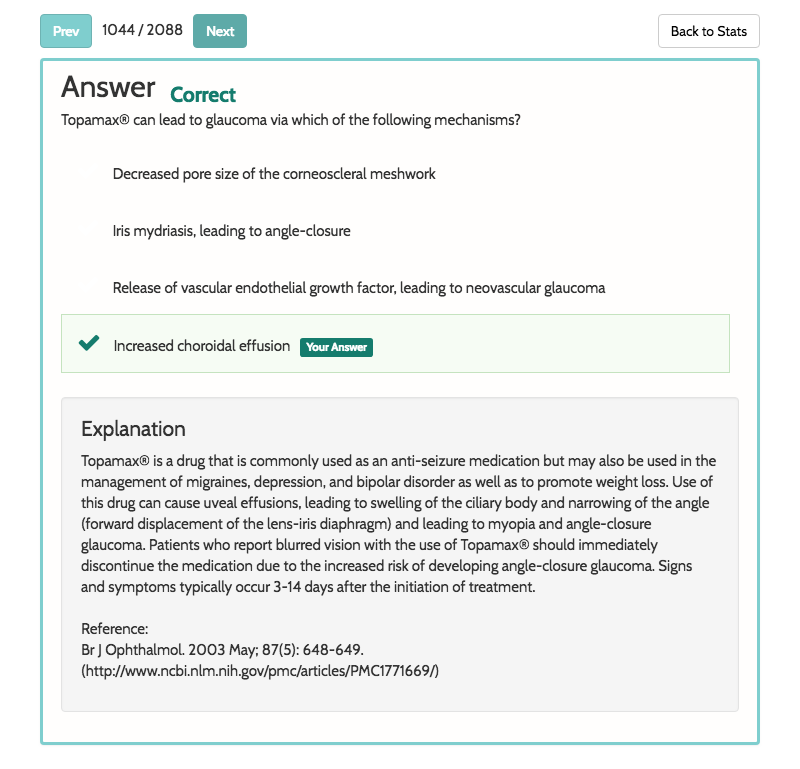 Prev 1044 / 2088 Next Back to Stats
Answer Correct
Topamax® can lead to glaucoma via which of the following mechanisms?
Decreased pore size of the corneoscleral meshwork
Iris mydriasis, leading to angle-closure
Release of vascular endothelial growth factor, leading to neovascular glaucoma
Increased choroidal effusion Your Answer
Explanation
Topamax® is a drug that is commonly used as an anti-seizure medication but may also be used in the
management of migraines, depression, and bipolar disorder as well as to promote weight loss. Use of
this drug can cause uveal effusions, leading to swelling of the ciliary body and narrowing of the angle
(forward displacement of the lens-iris diaphragm) and leading to myopia and angle-closure
glaucoma. Patients who report blurred vision with the use of Topamax® should immediately
discontinue the medication due to the increased risk of developing angle-closure glaucoma. Signs
and symptoms typically occur 3-14 days after the initiation of treatment.
Reference:
Br J Ophthalmol. 2003 May; 87(5): 648-649.
(http://www.ncbi.nlm.nih.gov/pmc/articles/PMC1771669/)